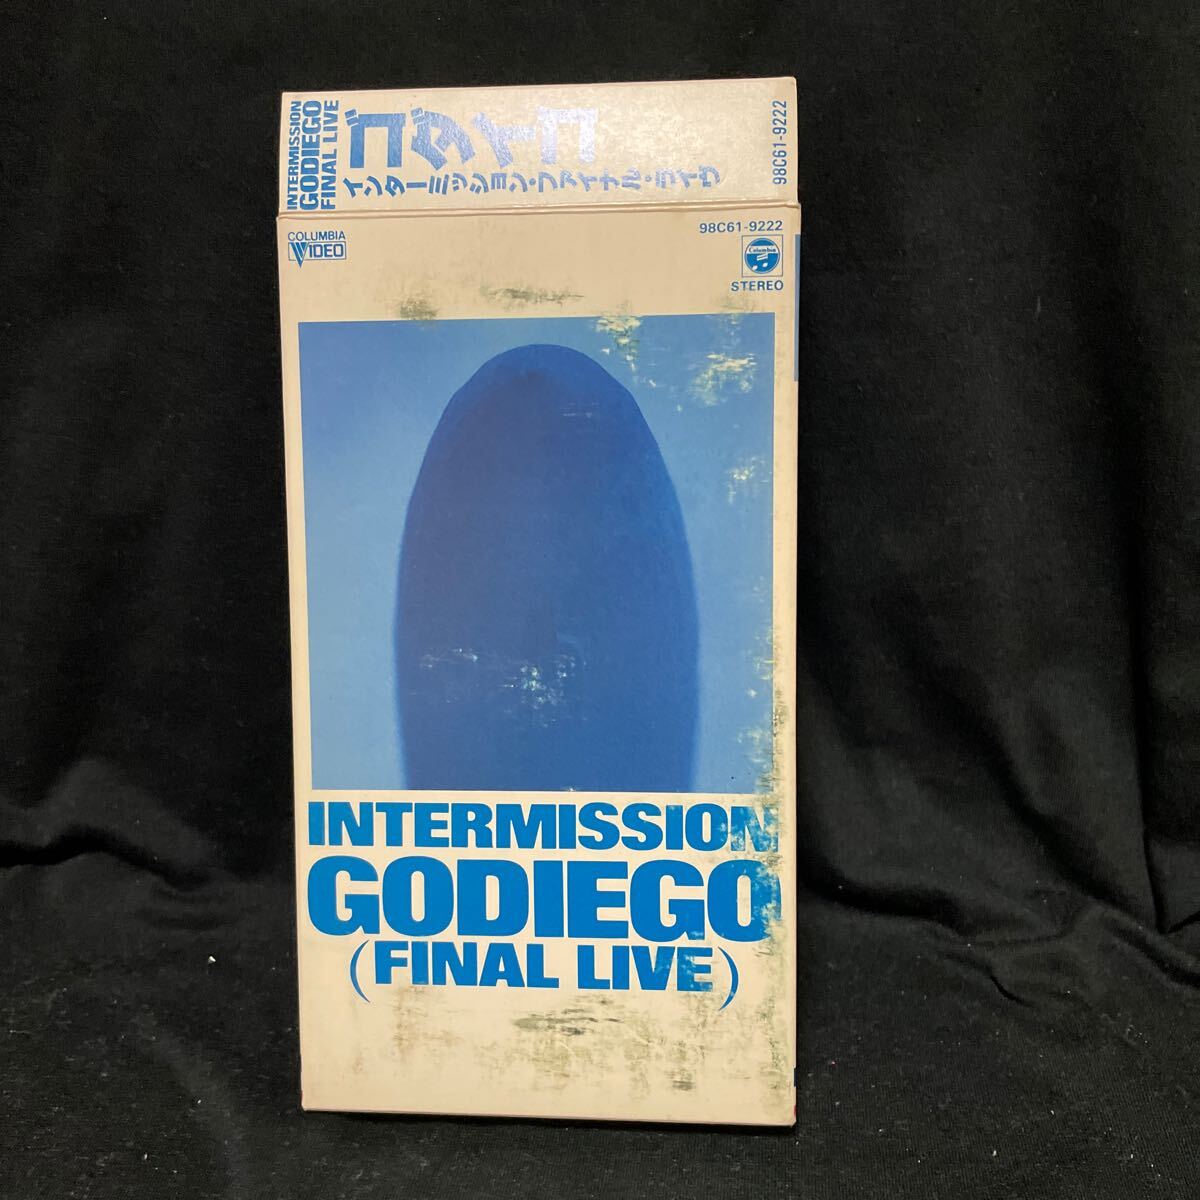 INTERMISSION
GODIEGO
FINAL LIVE
ゴダイゴ
インターミッション・ファイナル・ライヴ
98C61-9222
COLUMBIA
VIDEO
98C61-9222
Columbia
STEREO
INTERMISSION
GODIEGO
(FINAL LIVE)